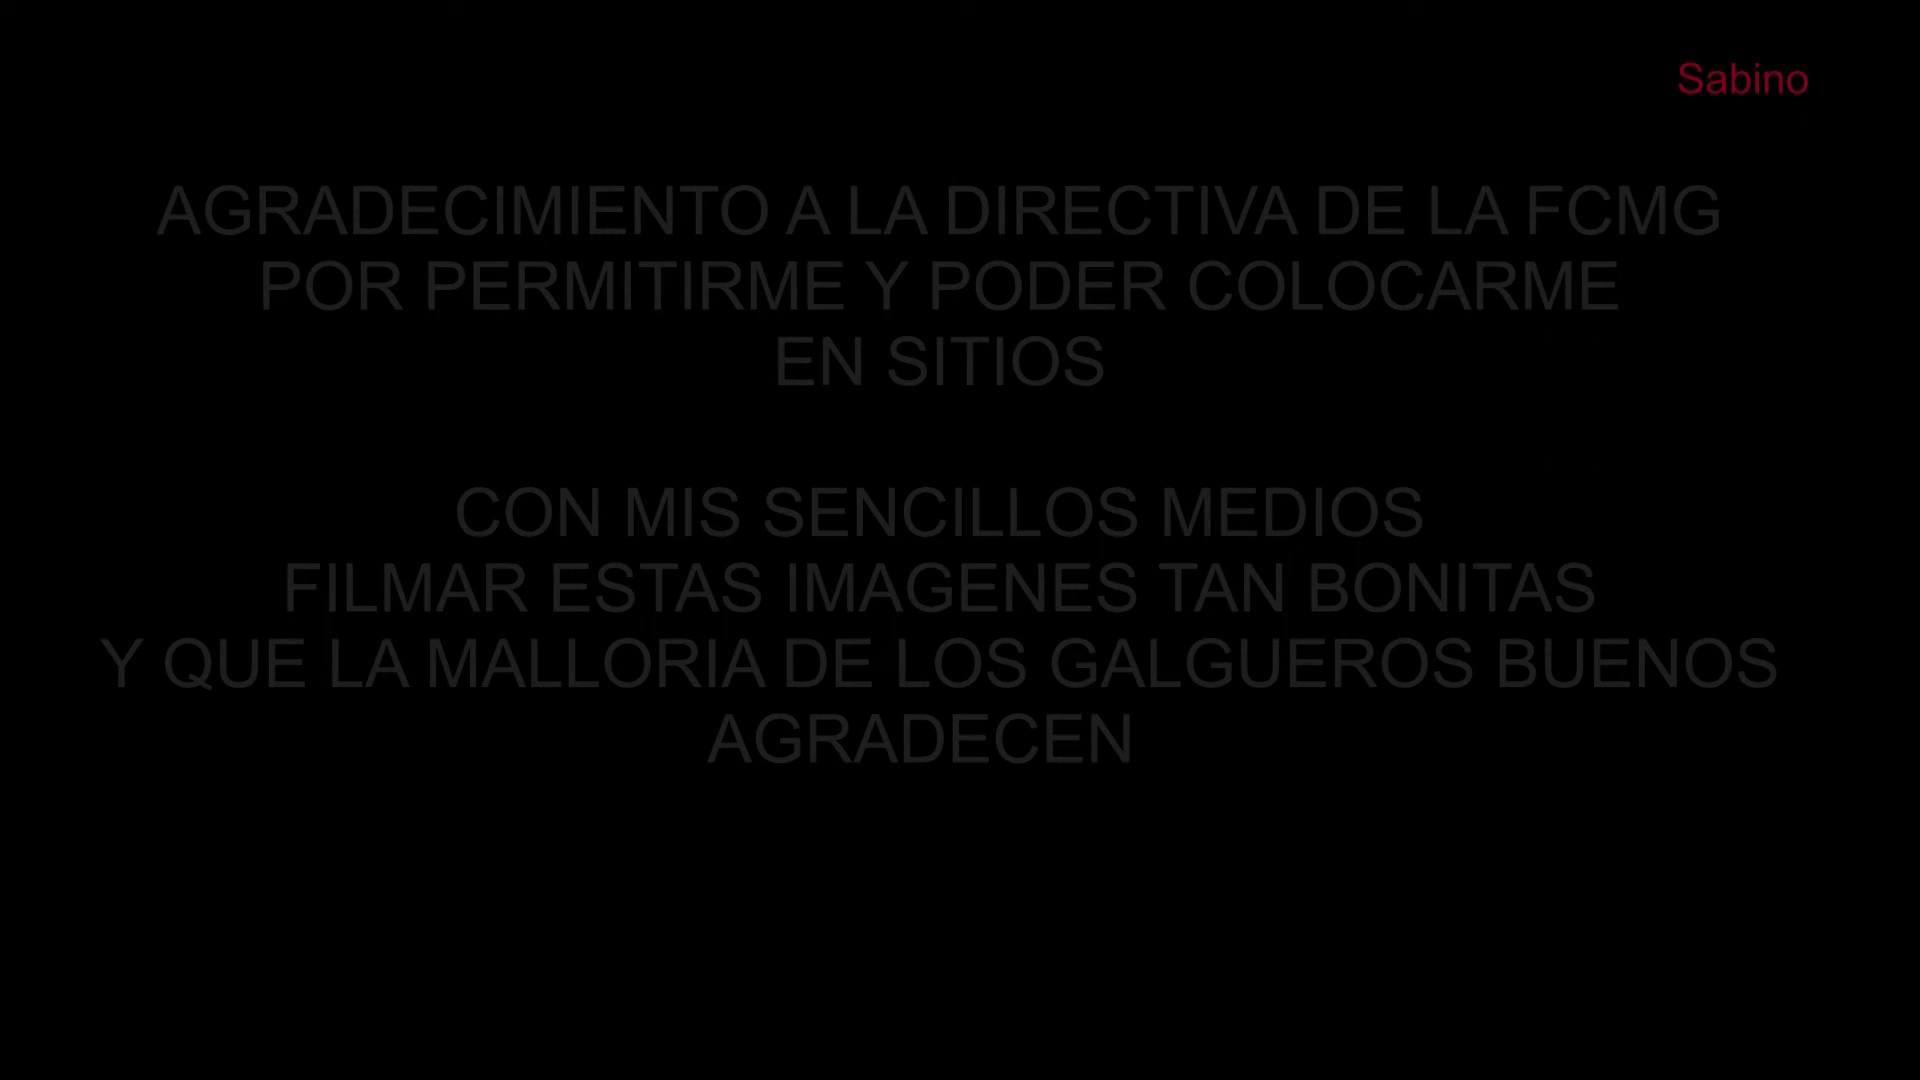 Sabino
AGRADECIMIENTO A LA DIRECTIVA DE LA FCMG
POR PERMITIRME Y PODER COLOCARME
EN SITIOS
CON MIS SENCILLOS MEDIOS
FILMAR ESTAS IMAGENES TAN BONITAS
Y QUE LA MALLORIA DE LOS GALGUEROS BUENOS
AGRADECEN